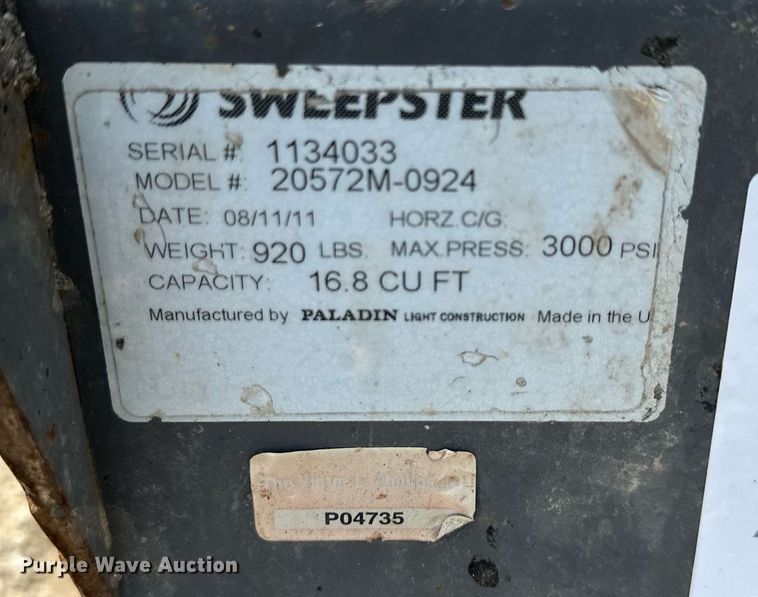 SWEEPSTER
SERIAL #: 1134033
MODEL #: 20572M-0924
DATE: 08/11/11 HORZ.C/G:
WEIGHT: 920 LBS. MAX.PRESS: 3000 PSI
CAPACITY: 16.8 CU FT
Manufactured by PALADIN LIGHT CONSTRUCTION Made in the U
P04735
Purple Wave Auction